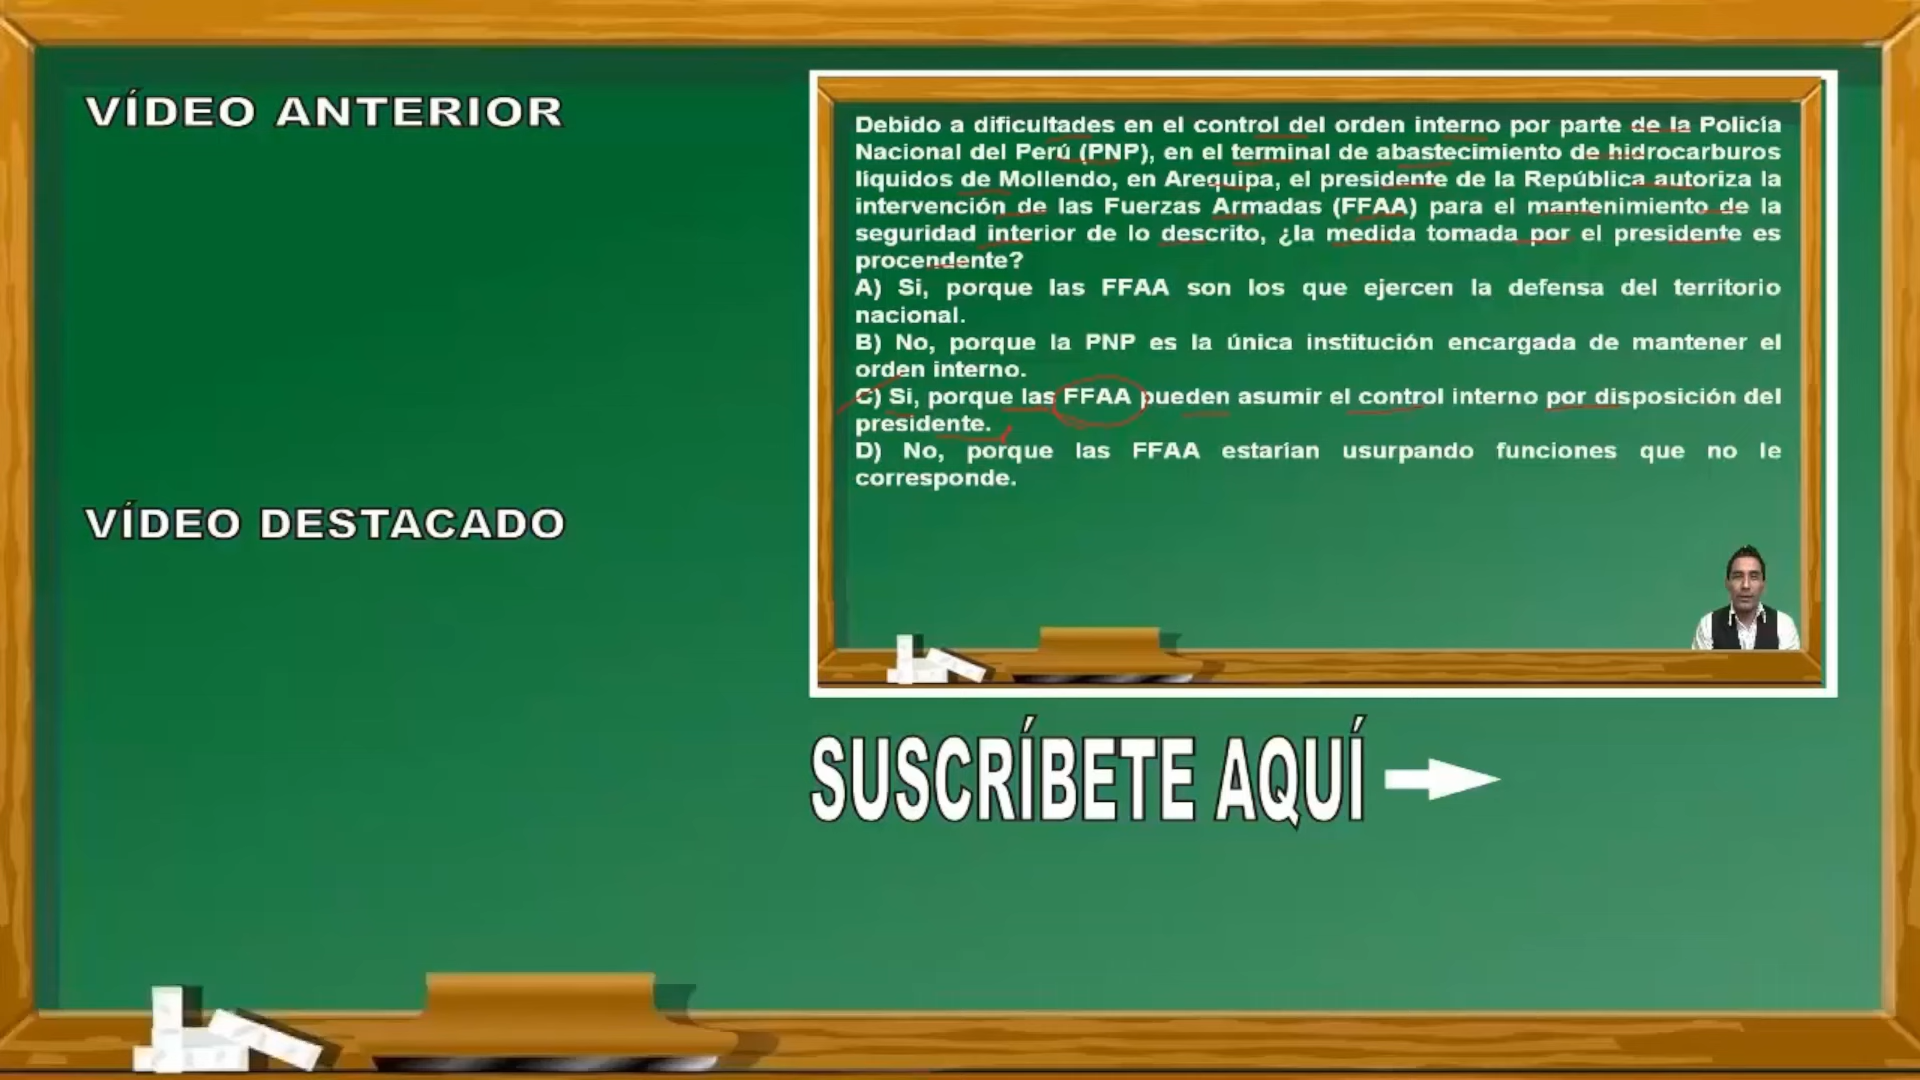 VÍDEO ANTERIOR
VÍDEO DESTACADO
Debido a dificultades en el control del orden interno por parte de la Policía
Nacional del Perú (PNP), en el terminal de abastecimiento de hidrocarburos
líquidos de Mollendo, en Arequipa, el presidente de la República autoriza la
intervención de las Fuerzas Armadas (FFAA) para el mantenimiento de la
seguridad interior de lo descrito, ¿la medida tomada por el presidente es
procendente?
A) Si, porque las FFAA son los que ejercen la defensa del territorio
nacional.
B) No, porque la PNP es la única institución encargada de mantener el
orden interno.
C) Si, porque las FFAA pueden asumir el control interno por disposición del
presidente.
D) No, porque las FFAA estarían usurpando funciones que no le
corresponde.
SUSCRÍBETE AQUÍ